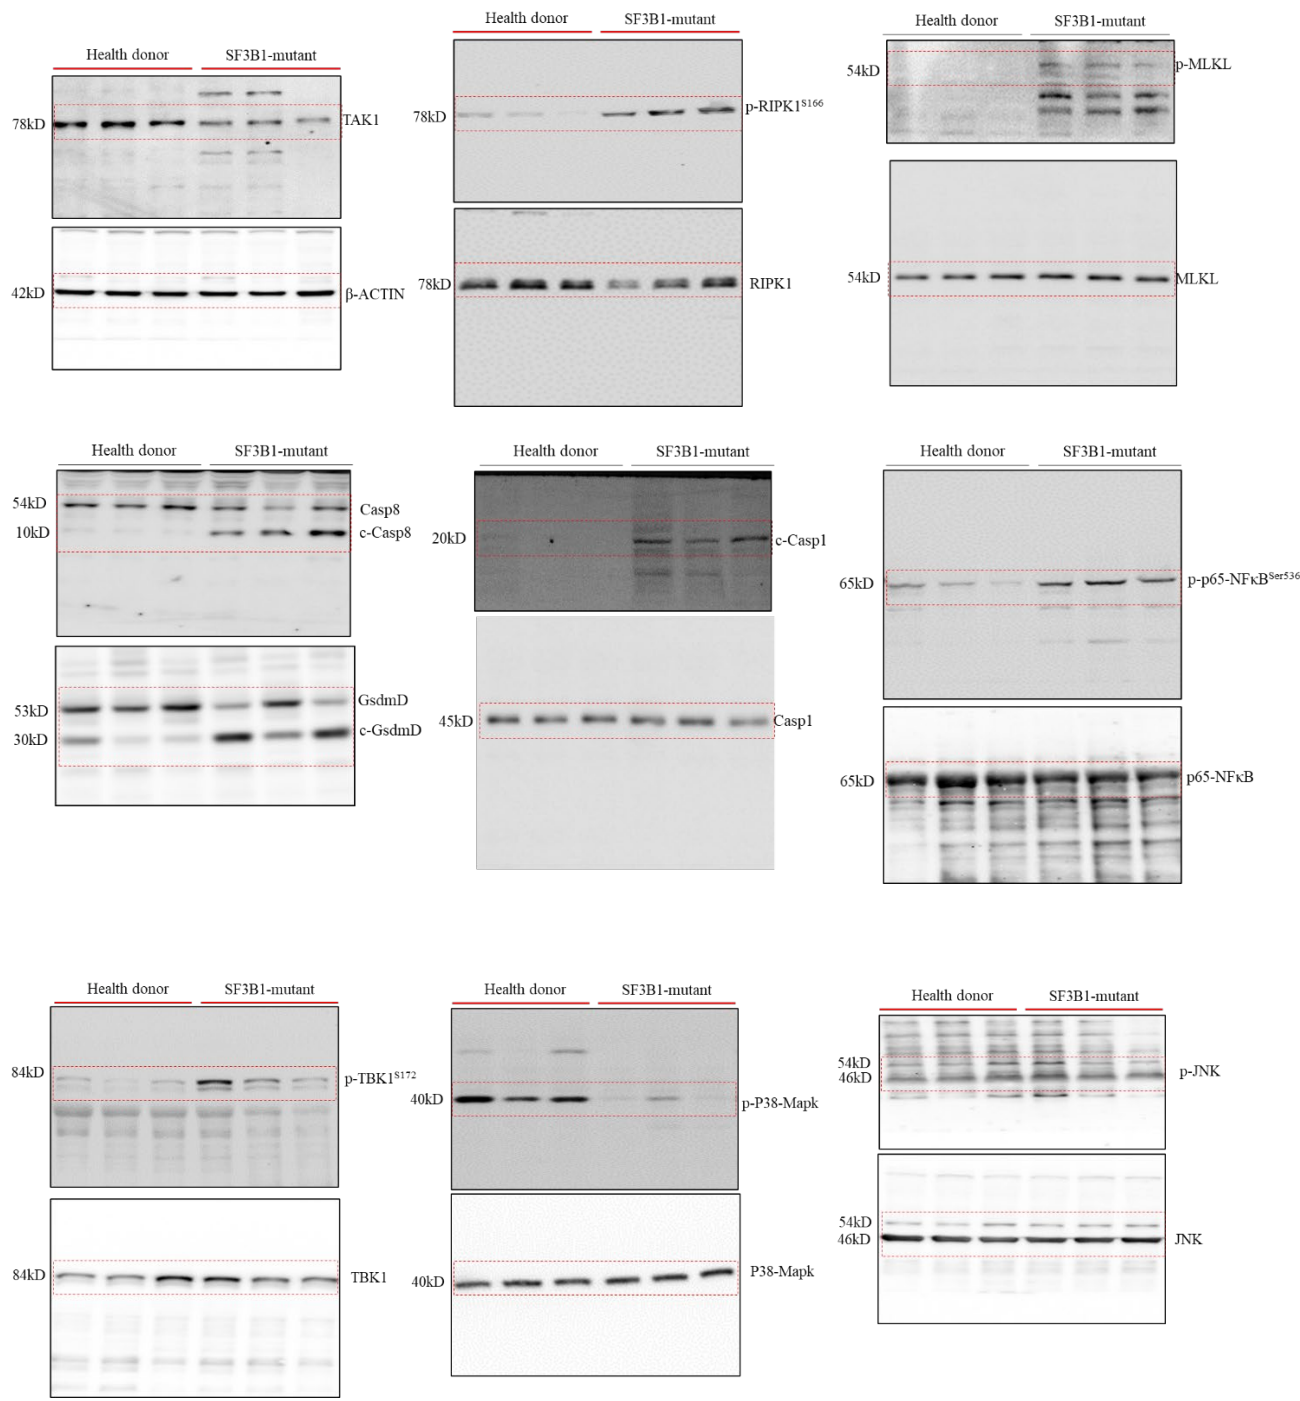 Health donor SF3B1-mutant
78kD TAK1
42kD β-ACTIN
Health donor SF3B1-mutant
78kD p-RIPK1S166
78kD RIPK1
Health donor SF3B1-mutant
54kD p-MLKL
54kD MLKL
Health donor SF3B1-mutant
54kD Casp8
10kD c-Casp8
53kD GsdmD
30kD c-GsdmD
Health donor SF3B1-mutant
20kD c-Casp1
45kD Casp1
Health donor SF3B1-mutant
65kD p-p65-NFκBSer536
65kD p65-NFκB
Health donor SF3B1-mutant
84kD p-TBK1S172
84kD TBK1
Health donor SF3B1-mutant
40kD p-P38-Mapk
40kD P38-Mapk
Health donor SF3B1-mutant
54kD p-JNK
46kD
54kD
46kD JNK